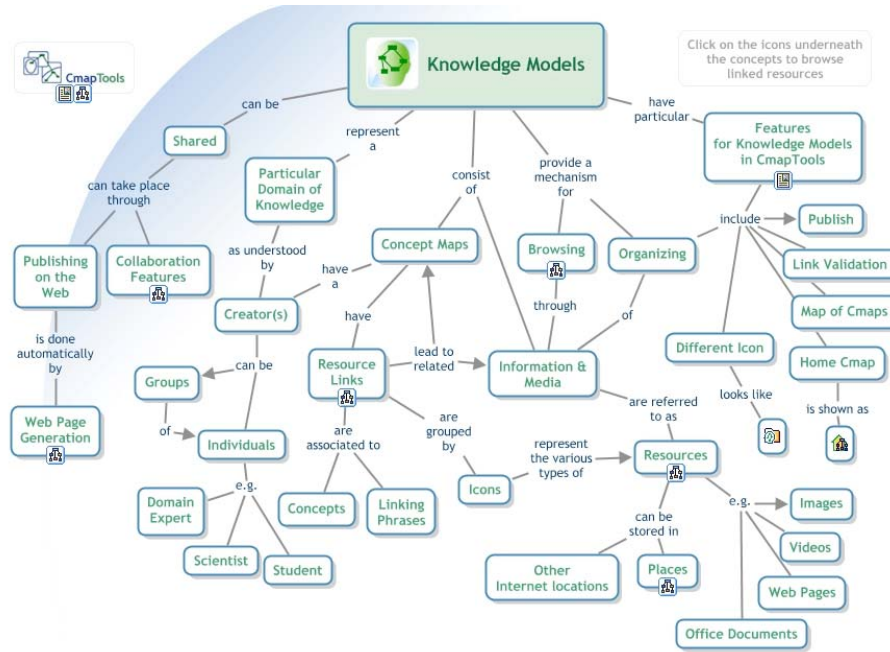 CmapTools
Knowledge Models
Click on the icons underneath
the concepts to browse
linked resources
can be
Shared
can take place
through
Publishing
on the
Web
Collaboration
Features
is done
automatically
by
Web Page
Generation
represent
a
Particular
Domain of
Knowledge
as understood
by
Creator(s)
have
a
can be
Groups
of
Individuals
e.g.
Domain
Expert
Scientist
Student
consist
of
Concept Maps
have
Resource
Links
lead to
related
are
associated to
Concepts
Linking
Phrases
are
grouped
by
Icons
represent
the various
types of
provide a
mechanism
for
Browsing
through
Organizing
of
Information &
Media
are referred
to as
Resources
can be
stored in
Other
Internet locations
Places
e.g.
Images
Videos
Web Pages
Office Documents
have
particular
Features
for Knowledge Models
in CmapTools
include
Publish
Link Validation
Map of Cmaps
Home Cmap
is shown as
Different Icon
looks like